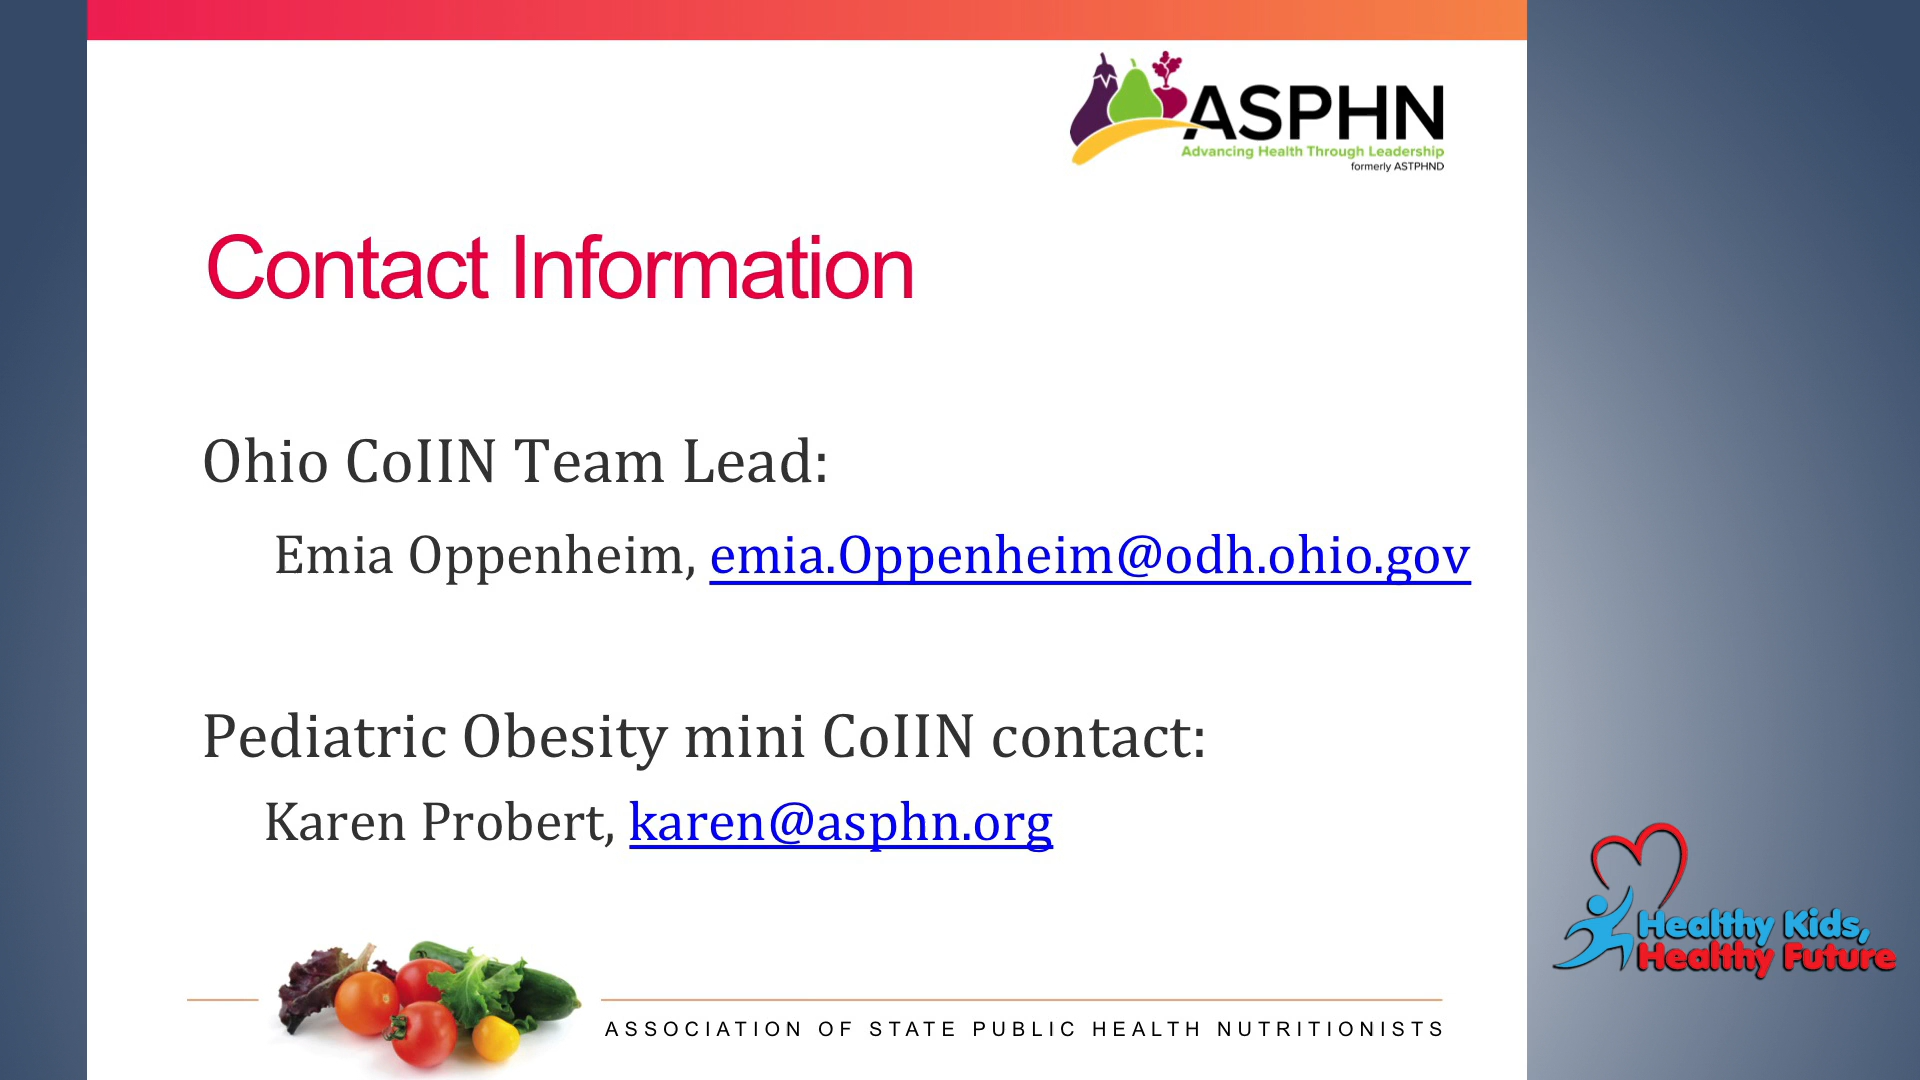 ASPHN
Advancing Health Through Leadership
formerly ASTPHND
Contact Information
Ohio CoIIN Team Lead:
Emia Oppenheim, emia.Oppenheim@odh.ohio.gov
Pediatric Obesity mini CoIIN contact:
Karen Probert, karen@asphn.org
Healthy Kids,
Healthy Future
ASSOCIATION OF STATE PUBLIC HEALTH NUTRITIONISTS